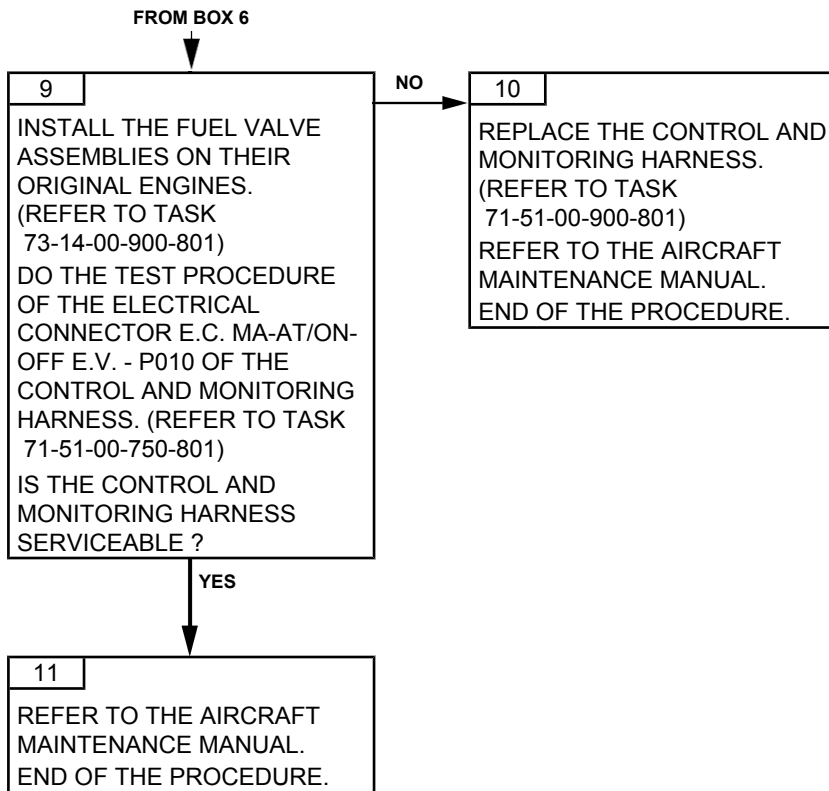 FROM BOX 6
9
INSTALL THE FUEL VALVE
ASSEMBLIES ON THEIR
ORIGINAL ENGINES.
(REFER TO TASK
73-14-00-900-801)
DO THE TEST PROCEDURE
OF THE ELECTRICAL
CONNECTOR E.C. MA-AT/ON-
OFF E.V. - P010 OF THE
CONTROL AND MONITORING
HARNESS. (REFER TO TASK
71-51-00-750-801)
IS THE CONTROL AND
MONITORING HARNESS
SERVICEABLE ?
NO
10
REPLACE THE CONTROL AND
MONITORING HARNESS.
(REFER TO TASK
71-51-00-900-801)
REFER TO THE AIRCRAFT
MAINTENANCE MANUAL.
END OF THE PROCEDURE.
YES
11
REFER TO THE AIRCRAFT
MAINTENANCE MANUAL.
END OF THE PROCEDURE.